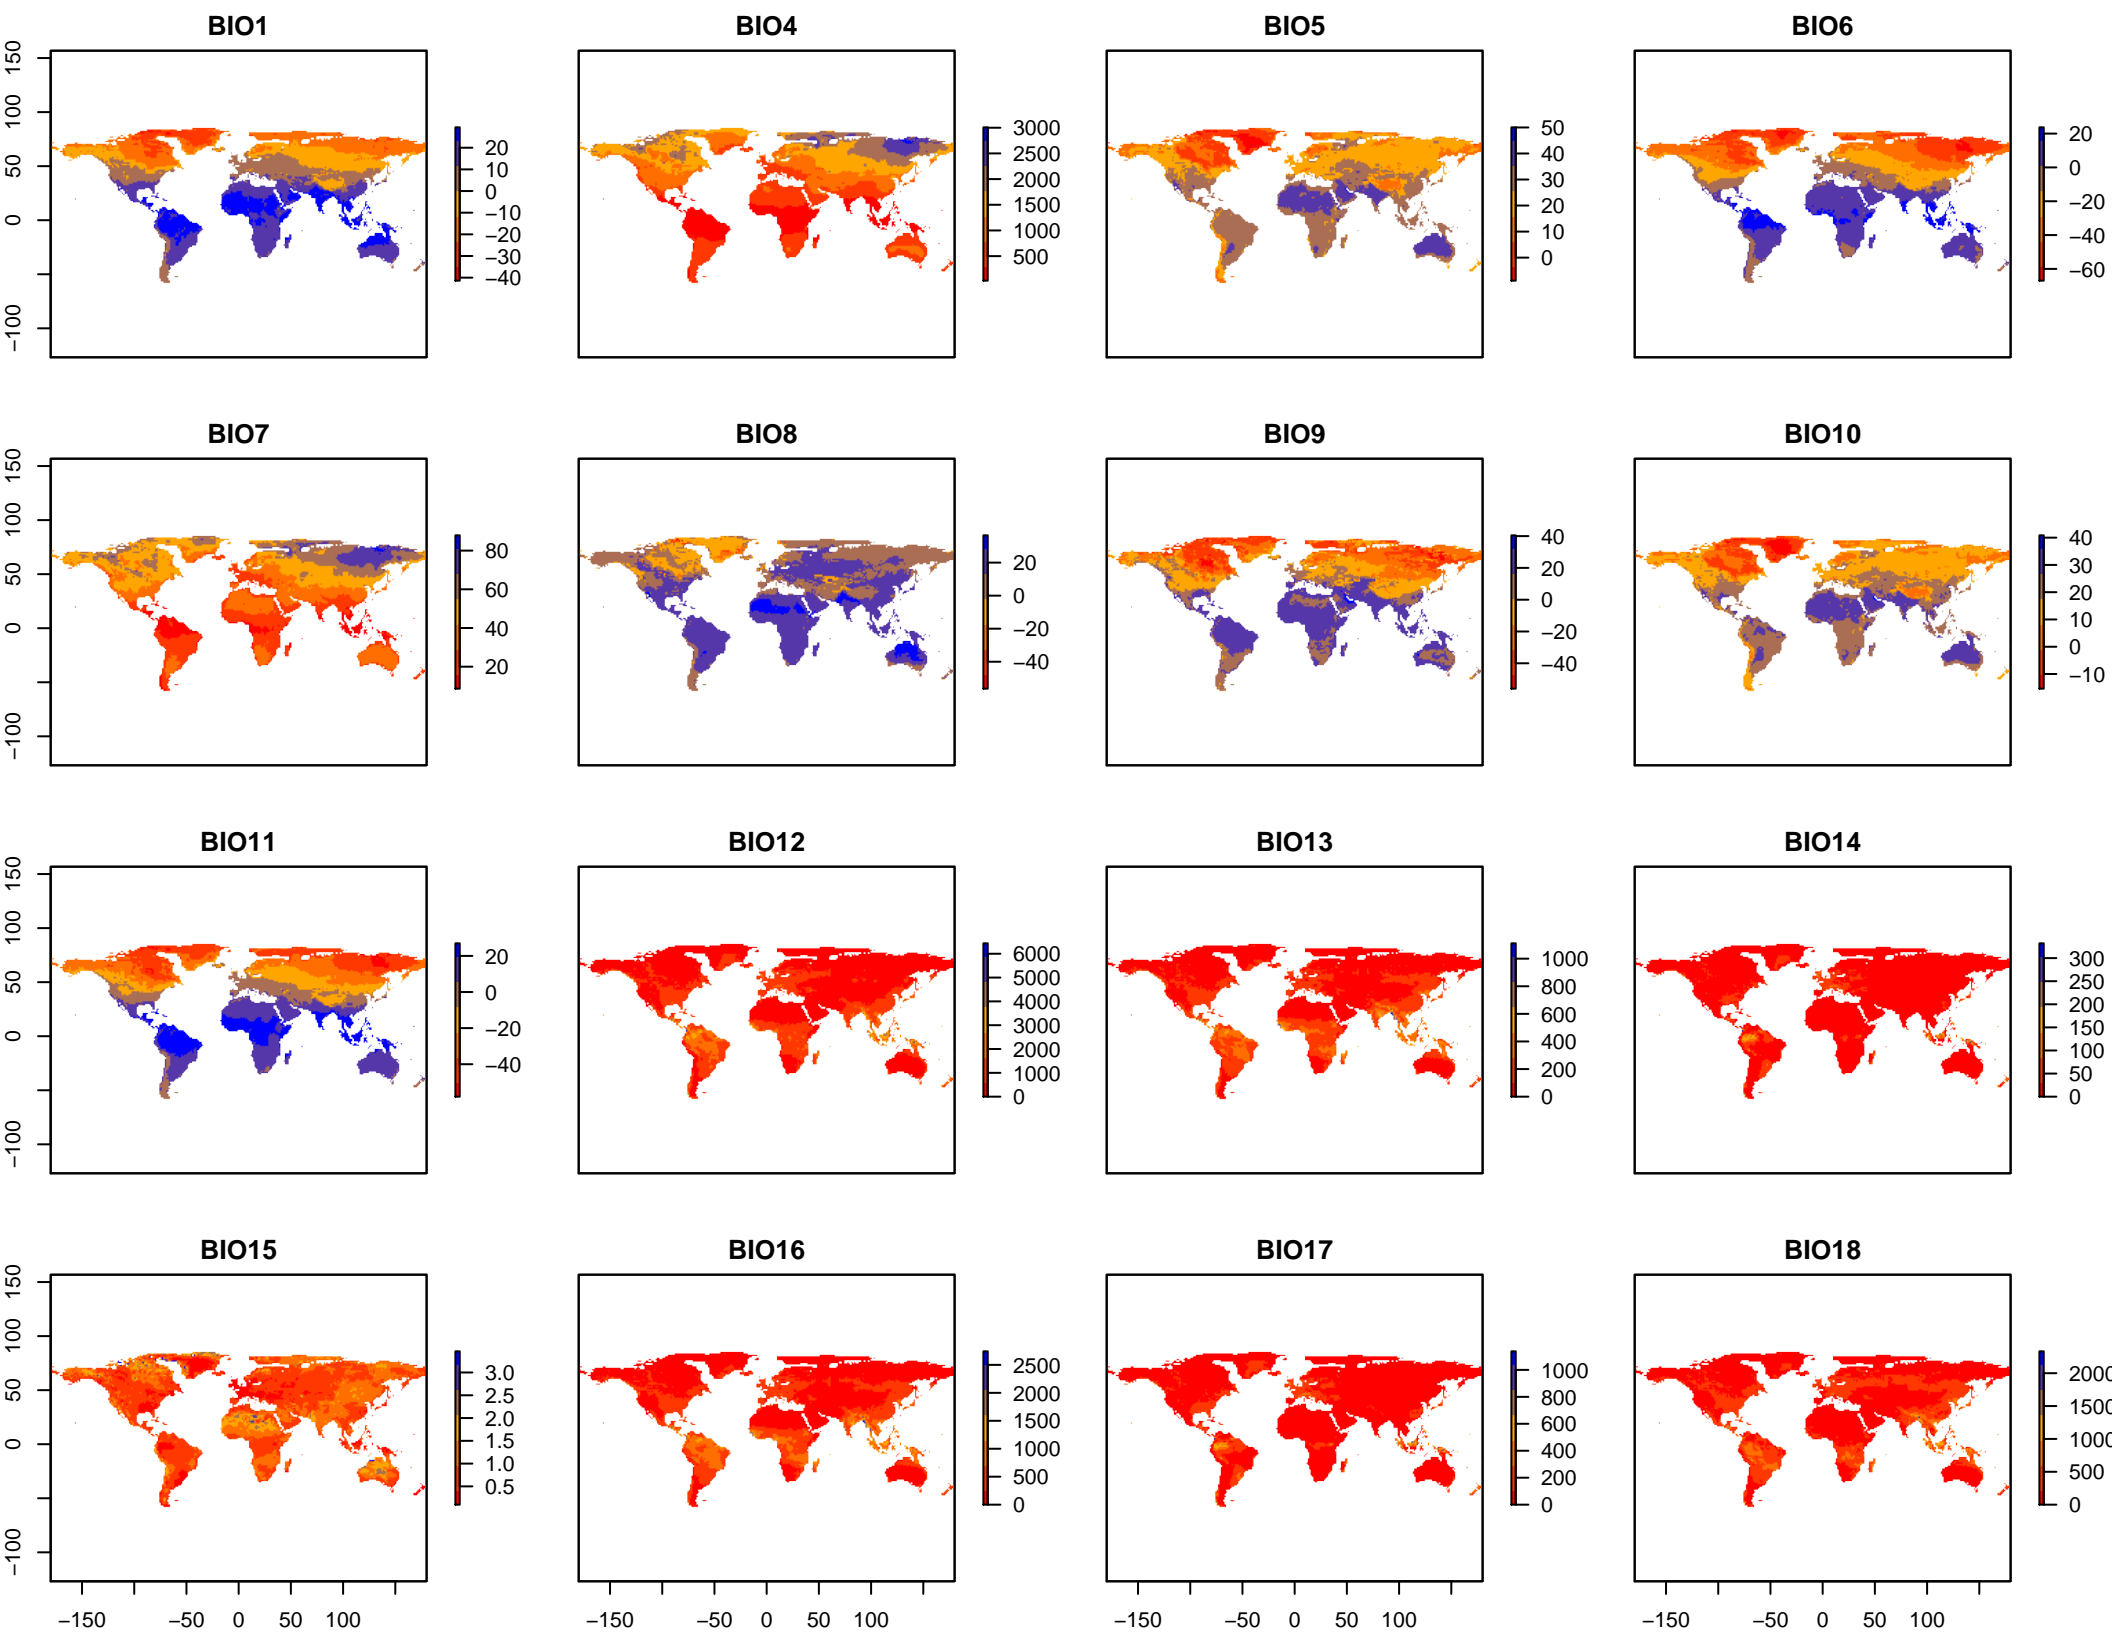 BIO1 BIO4 BIO5 BIO6
150 100 50 0 −100
20 10 0 −10 −20 −30 −40
3000 2500 2000 1500 1000 500
50 40 30 20 10 0
20 0 −20 −40 −60
BIO7 BIO8 BIO9 BIO10
150 100 50 0 −100
80 60 40 20
20 0 −20 −40
40 20 0 −20 −40
40 30 20 10 0 −10
BIO11 BIO12 BIO13 BIO14
150 100 50 0 −100
20 0 −20 −40
6000 5000 4000 3000 2000 1000 0
1000 800 600 400 200 0
300 250 200 150 100 50 0
BIO15 BIO16 BIO17 BIO18
150 100 50 0 −100
3.0 2.5 2.0 1.5 1.0 0.5
2500 2000 1500 1000 500 0
1000 800 600 400 200 0
2000 1500 1000 500 0
−150 −50 0 50 100 −150 −50 0 50 100 −150 −50 0 50 100 −150 −50 0 50 100